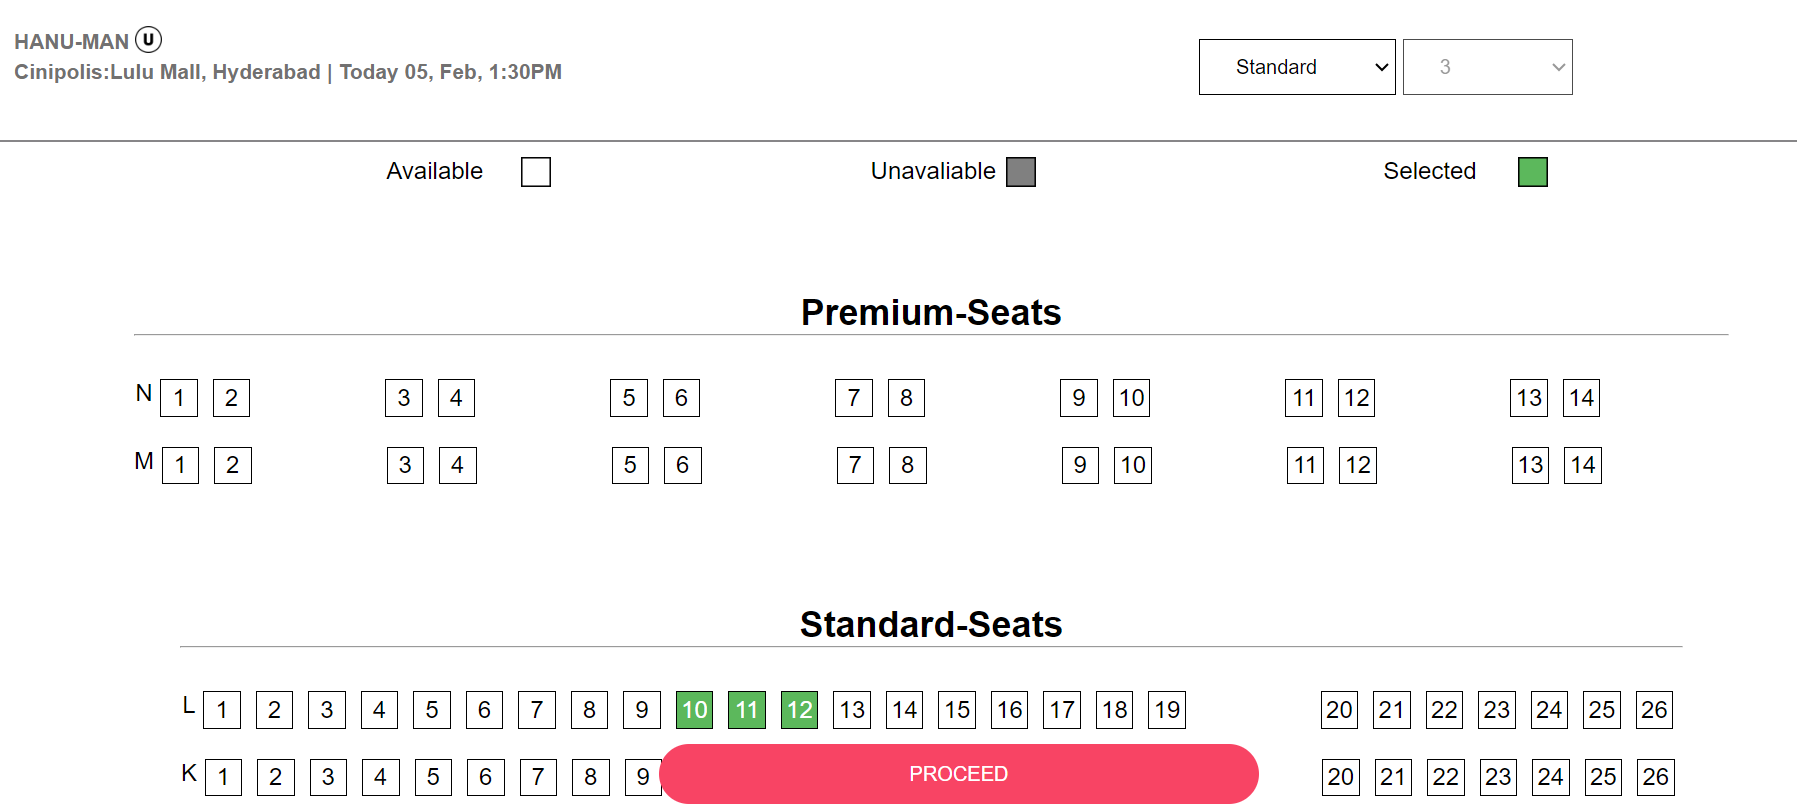 HANU-MAN U
Cinipolis:Lulu Mall, Hyderabad | Today 05, Feb, 1:30PM
Standard 3
Available Unavaliable Selected
Premium-Seats
N 1 2 3 4 5 6 7 8 9 10 11 12 13 14
M 1 2 3 4 5 6 7 8 9 10 11 12 13 14
Standard-Seats
L 1 2 3 4 5 6 7 8 9 10 11 12 13 14 15 16 17 18 19 20 21 22 23 24 25 26
K 1 2 3 4 5 6 7 8 9 PROCEED 20 21 22 23 24 25 26